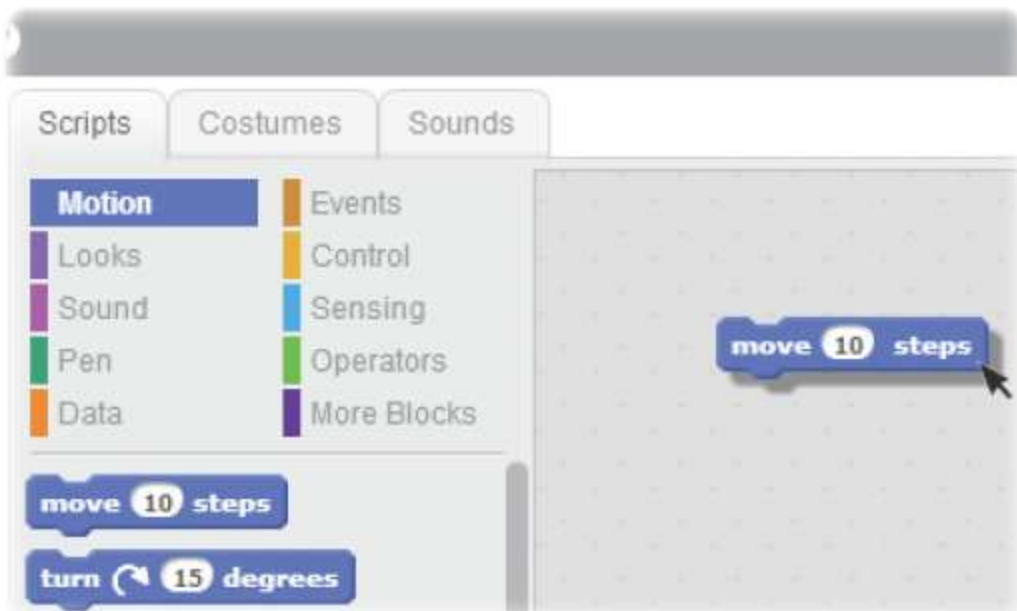 Scripts Costumes Sounds
Motion Events
Looks Control
Sound Sensing
Pen Operators
Data More Blocks
move 10 steps
turn 15 degrees
move 10 steps